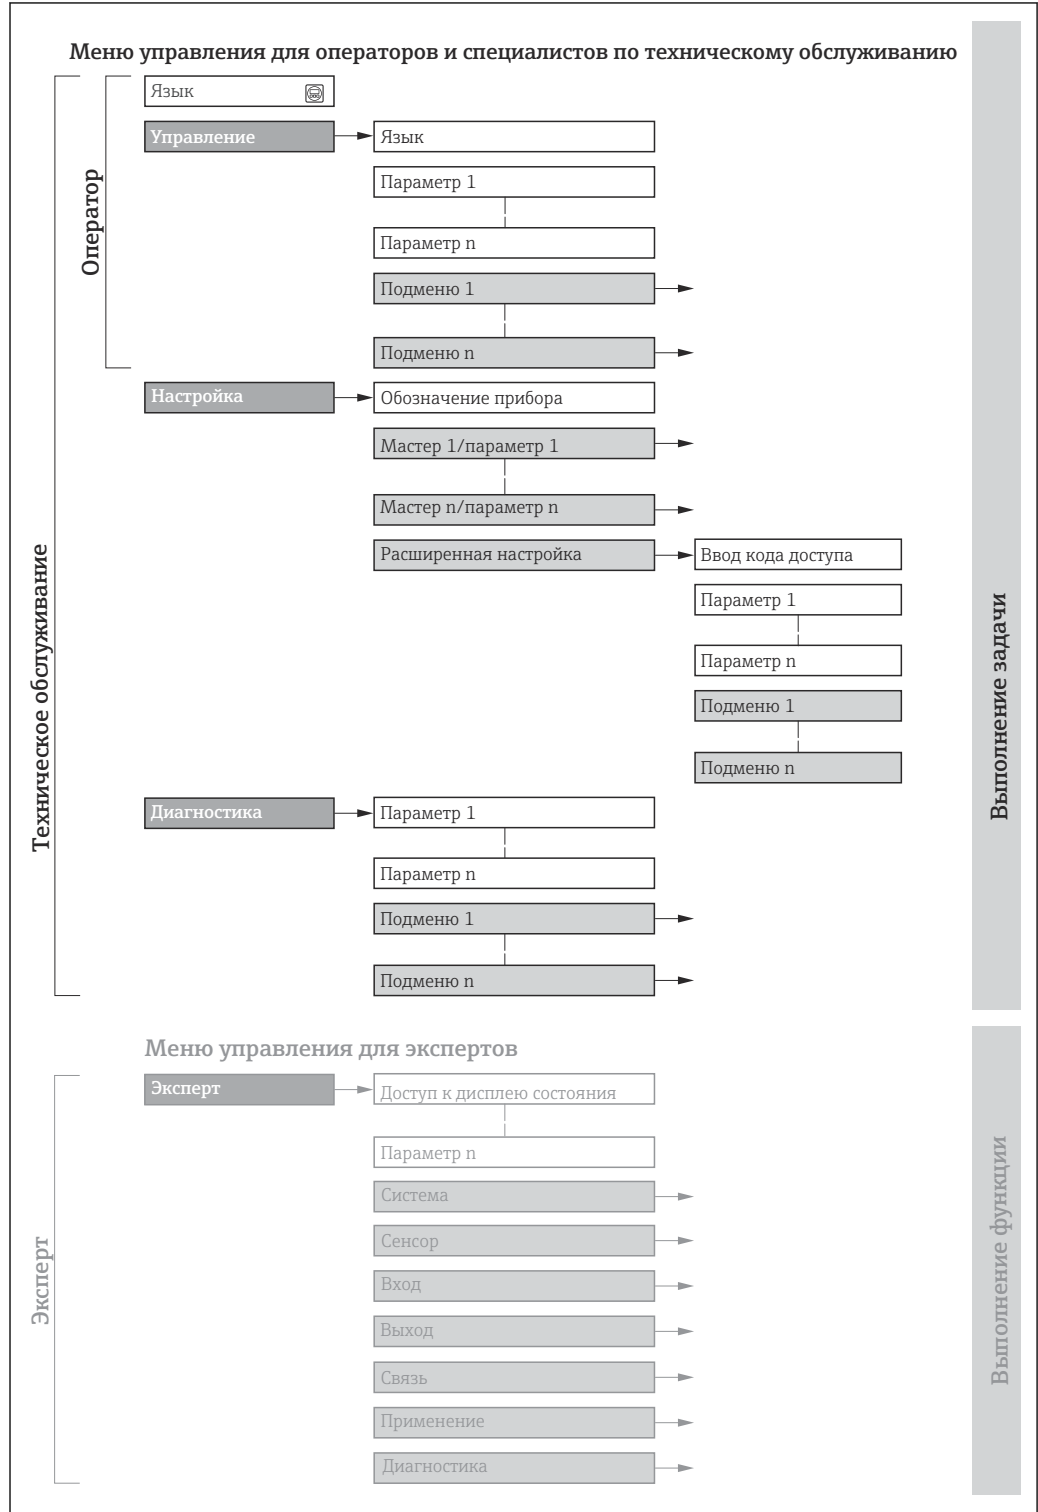 Меню управления для операторов и специалистов по техническому обслуживанию
Язык
Управление
Язык
Параметр 1
Параметр n
Подменю 1
Подменю n
Оператор
Настройка
Обозначение прибора
Мастер 1/параметр 1
Мастер n/параметр n
Расширенная настройка
Ввод кода доступа
Параметр 1
Параметр n
Подменю 1
Подменю n
Техническое обслуживание
Выполнение задачи
Диагностика
Параметр 1
Параметр n
Подменю 1
Подменю n
Меню управления для экспертов
Эксперт
Доступ к дисплею состояния
Параметр n
Система
Сенсор
Вход
Выход
Связь
Применение
Диагностика
Эксперт
Выполнение функции